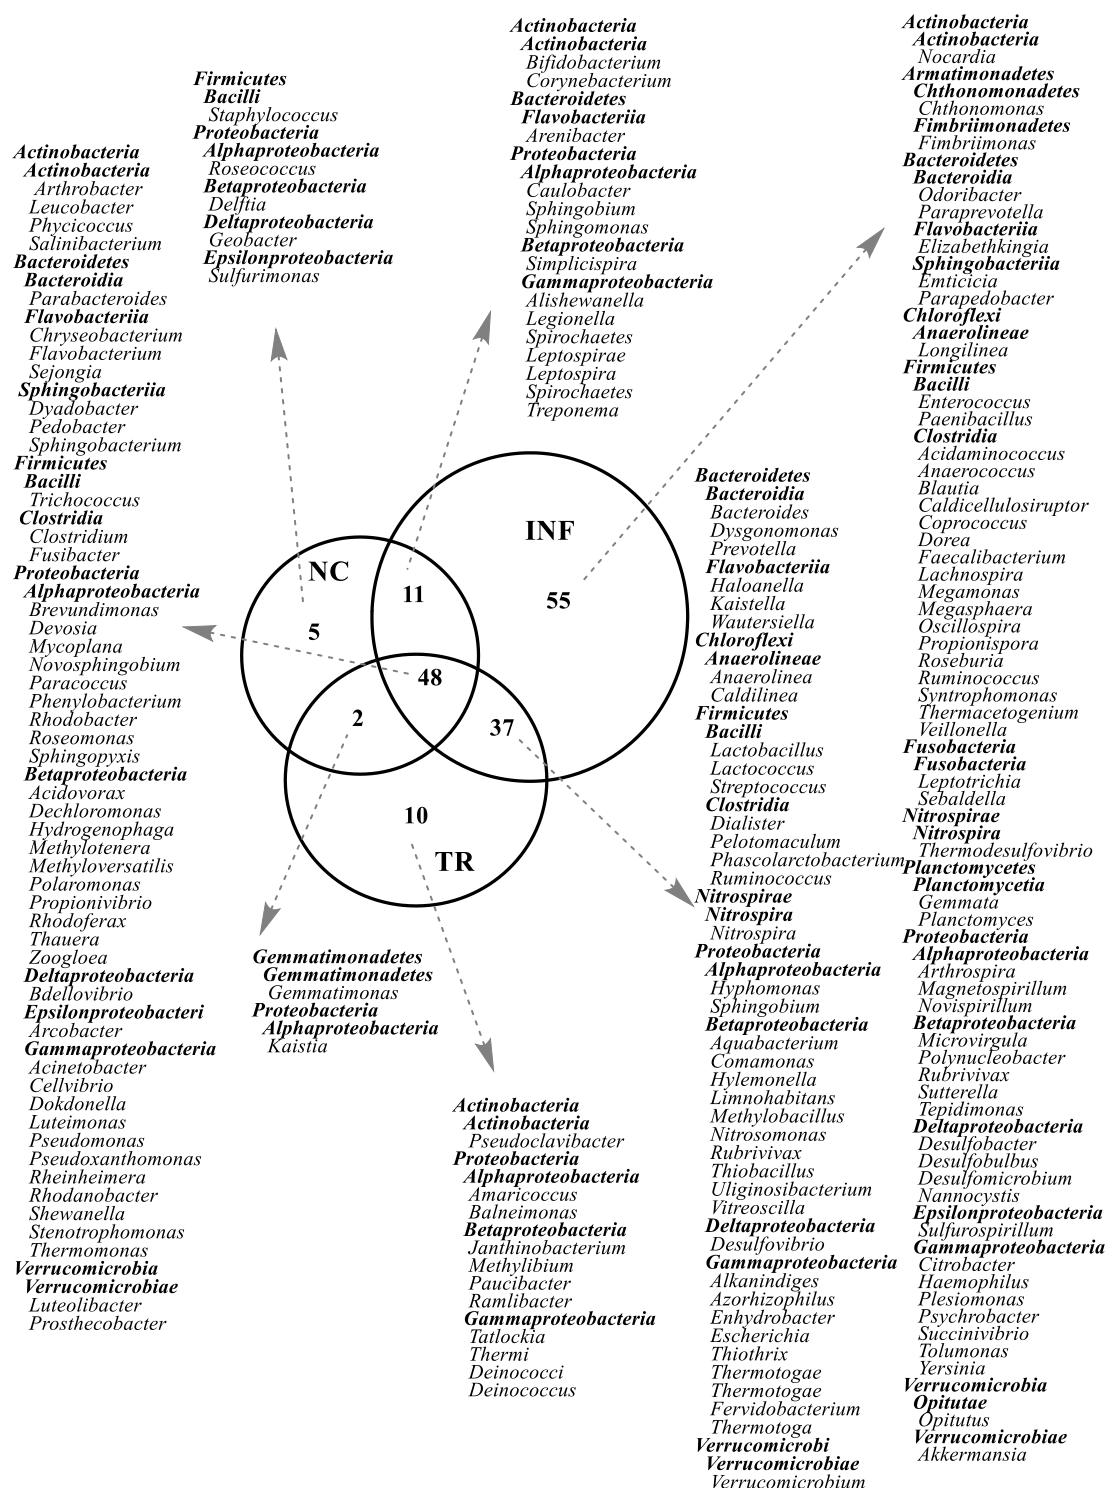 Actinobacteria
Actinobacteria
Arthrobacter
Leucobacter
Phycicoccus
Salinibacterium
Bacteroidetes
Bacteroidia
Parabacteroides
Flavobacteriia
Chryseobacterium
Flavobacterium
Sejongia
Sphingobacteriia
Dyadobacter
Pedobacter
Sphingobacterium
Firmicutes
Bacilli
Trichococcus
Clostridia
Clostridium
Fusibacter
Proteobacteria
Alphaproteobacteria
Brevundimonas
Devosia
Mycoplana
Novosphingobium
Paracoccus
Phenylobacterium
Rhodobacter
Roseomonas
Sphingopyxis
Betaproteobacteria
Acidovorax
Dechloromonas
Hydrogenophaga
Methylotenera
Methyloversatilis
Polaromonas
Propionivibrio
Rhodoferax
Thauera
Zoogloea
Deltaproteobacteria
Bdellovibrio
Epsilonproteobacteri
Arcobacter
Gammaproteobacteria
Acinetobacter
Cellvibrio
Dokdonella
Luteimonas
Pseudomonas
Pseudoxanthomonas
Rheinheimera
Rhodanobacter
Shewanella
Stenotrophomonas
Thermomonas
Verrucomicrobia
Verrucomicrobiae
Luteolibacter
Prosthecobacter
Firmicutes
Bacilli
Staphylococcus
Proteobacteria
Alphaproteobacteria
Roseococcus
Betaproteobacteria
Delftia
Deltaproteobacteria
Geobacter
Epsilonproteobacteria
Sulfurimonas
Actinobacteria
Actinobacteria
Bifidobacterium
Corynebacterium
Bacteroidetes
Flavobacteriia
Arenibacter
Proteobacteria
Alphaproteobacteria
Caulobacter
Sphingobium
Sphingomonas
Betaproteobacteria
Simplicispira
Gammaproteobacteria
Alishewanella
Legionella
Spirochaetes
Leptospirae
Leptospira
Spirochaetes
Treponema
INF
NC
11
55
5
48
2
37
10
TR
Gemmatimonadetes
Gemmatimonadetes
Gemmatimonas
Proteobacteria
Alphaproteobacteria
Kaistia
Actinobacteria
Actinobacteria
Pseudoclavibacter
Proteobacteria
Alphaproteobacteria
Amaricoccus
Balneimonas
Betaproteobacteria
Janthinobacterium
Methylibium
Paucibacter
Ramlibacter
Gammaproteobacteria
Tatlockia
Thermi
Deinococci
Deinococcus
Bacteroidetes
Bacteroidia
Bacteroides
Dysgonomonas
Prevotella
Flavobacteriia
Haloanella
Kaistella
Wautersiella
Chloroflexi
Anaerolineae
Anaerolinea
Caldilinea
Firmicutes
Bacilli
Lactobacillus
Lactococcus
Streptococcus
Clostridia
Dialister
Pelotomaculum
Phascolarctobacterium
Ruminococcus
Nitrospirae
Nitrospira
Nitrospira
Proteobacteria
Alphaproteobacteria
Hyphomonas
Sphingobium
Betaproteobacteria
Aquabacterium
Comamonas
Hylemonella
Limnohabitans
Methylobacillus
Nitrosomonas
Rubrivivax
Thiobacillus
Uliginosibacterium
Vitreoscilla
Deltaproteobacteria
Desulfovibrio
Gammaproteobacteria
Alkanindiges
Azorhizophilus
Enhydrobacter
Escherichia
Thiothrix
Thermotogae
Thermotogae
Fervidobacterium
Thermotoga
Verrucomicrobi
Verrucomicrobiae
Verrucomicrobium
Actinobacteria
Actinobacteria
Nocardia
Armatimonadetes
Chthonomonadetes
Chthonomonas
Fimbriimonadetes
Fimbriimonas
Bacteroidetes
Bacteroidia
Odoribacter
Paraprevotella
Flavobacteriia
Elizabethkingia
Sphingobacteriia
Emticicia
Parapedobacter
Chloroflexi
Anaerolineae
Longilinea
Firmicutes
Bacilli
Enterococcus
Paenibacillus
Clostridia
Acidaminococcus
Anaerococcus
Blautia
Caldicellulosiruptor
Coprococcus
Dorea
Faecalibacterium
Lachnospira
Megamonas
Megasphaera
Oscillospira
Propionispora
Roseburia
Ruminococcus
Syntrophomonas
Thermacetogenium
Veillonella
Fusobacteria
Fusobacteria
Leptotrichia
Sebaldella
Nitrospirae
Nitrospira
Thermodesulfovibrio
Planctomycetes
Planctomycetia
Gemmata
Planctomyces
Proteobacteria
Alphaproteobacteria
Arthrospira
Magnetospirillum
Novispirillum
Betaproteobacteria
Microvirgula
Polynucleobacter
Rubrivivax
Sutterella
Tepidimonas
Deltaproteobacteria
Desulfobacter
Desulfobulbus
Desulfomicrobium
Nannocystis
Epsilonproteobacteria
Sulfurospirillum
Gammaproteobacteria
Citrobacter
Haemophilus
Plesiomonas
Psychrobacter
Succinivibrio
Tolumonas
Yersinia
Verrucomicrobia
Opitutae
Opitutus
Verrucomicrobiae
Akkermansia